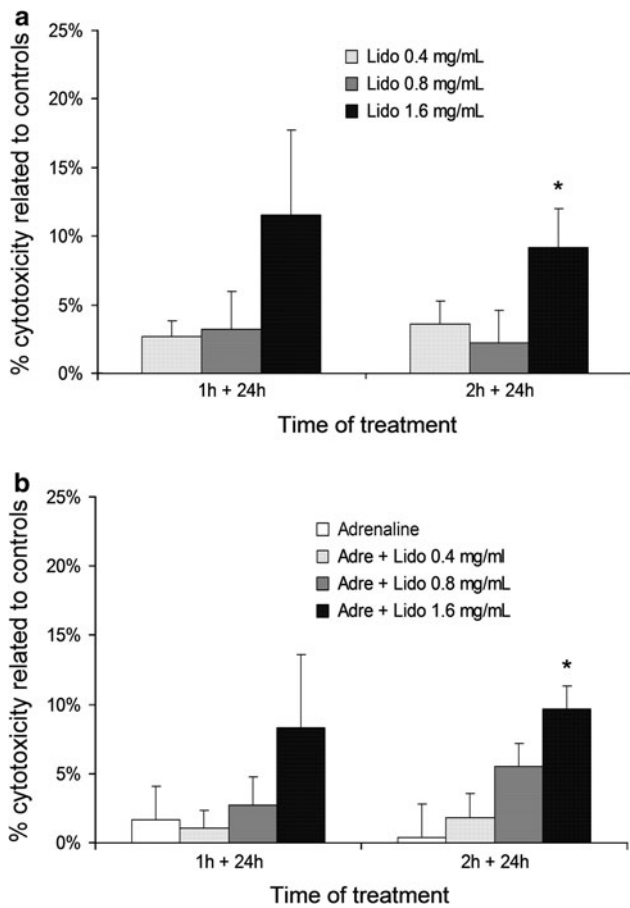 a
% cytotoxicity related to controls
25%
20%
15%
10%
5%
0%
Lido 0.4 mg/mL
Lido 0.8 mg/mL
Lido 1.6 mg/mL
*
1h + 24h
2h + 24h
Time of treatment
b
% cytotoxicity related to controls
25%
20%
15%
10%
5%
0%
Adrenaline
Adre + Lido 0.4 mg/ml
Adre + Lido 0.8 mg/mL
Adre + Lido 1.6 mg/mL
*
1h + 24h
2h + 24h
Time of treatment